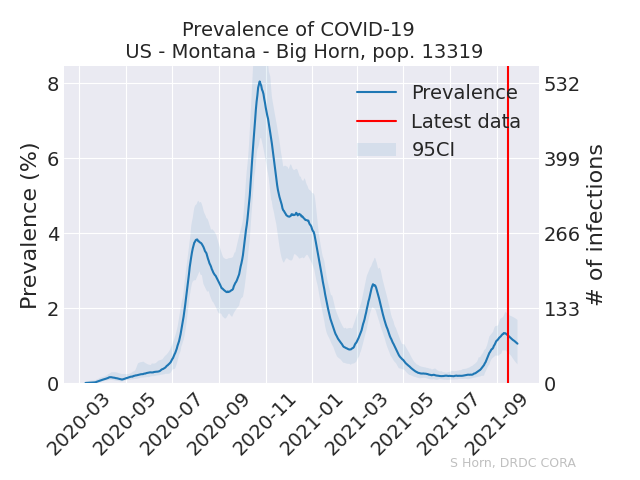 Prevalence of COVID-19
US - Montana - Big Horn, pop. 13319
Prevalence (%)
8
6
4
2
0
Prevalence
Latest data
95CI
532
399
266
133
0
# of infections
2020-03
2020-05
2020-07
2020-09
2020-11
2021-01
2021-03
2021-05
2021-07
2021-09
S Horn, DRDC CORA